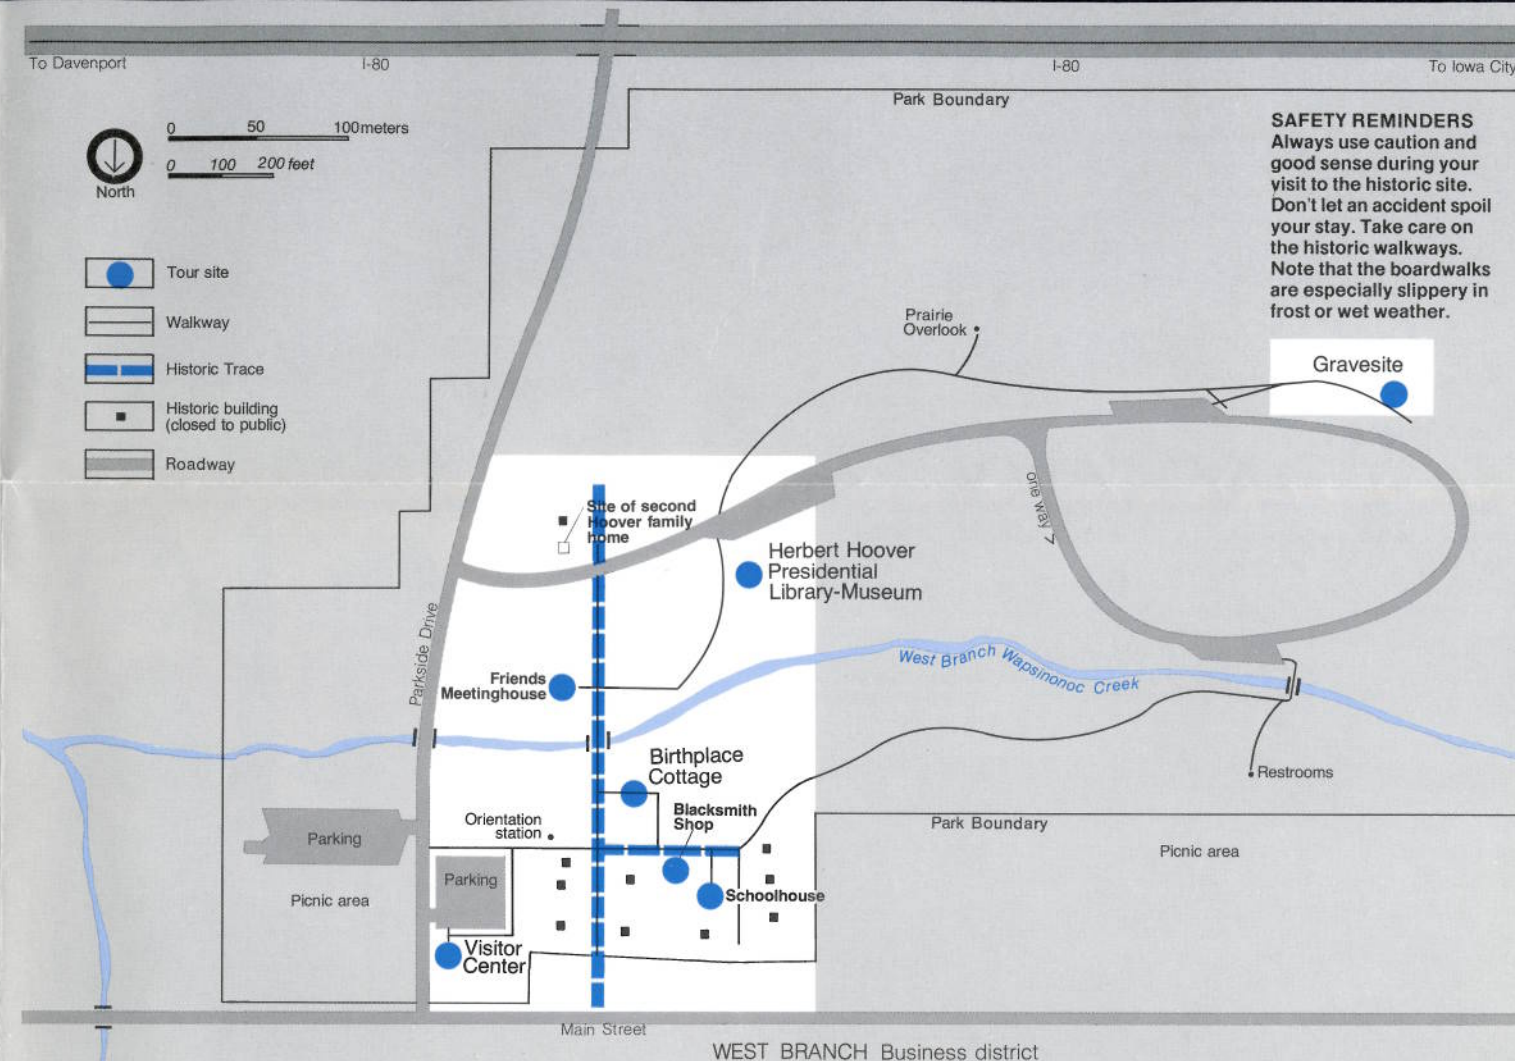 To Davenport
I-80
I-80
To Iowa City
Park Boundary
0 50 100 meters
0 100 200 feet
North
SAFETY REMINDERS
Always use caution and
good sense during your
visit to the historic site.
Don't let an accident spoil
your stay. Take care on
the historic walkways.
Note that the boardwalks
are especially slippery in
frost or wet weather.
Tour site
Walkway
Historic Trace
Historic building
(closed to public)
Roadway
Prairie
Overlook
Gravesite
one way
Site of second
Hoover family
home
Herbert Hoover
Presidential
Library-Museum
Parkside Drive
Friends
Meetinghouse
West Branch Wapsinonoc Creek
Birthplace
Cottage
Blacksmith
Shop
Orientation
station
Restrooms
Park Boundary
Picnic area
Parking
Parking
Picnic area
Schoolhouse
Visitor
Center
Main Street
WEST BRANCH Business district